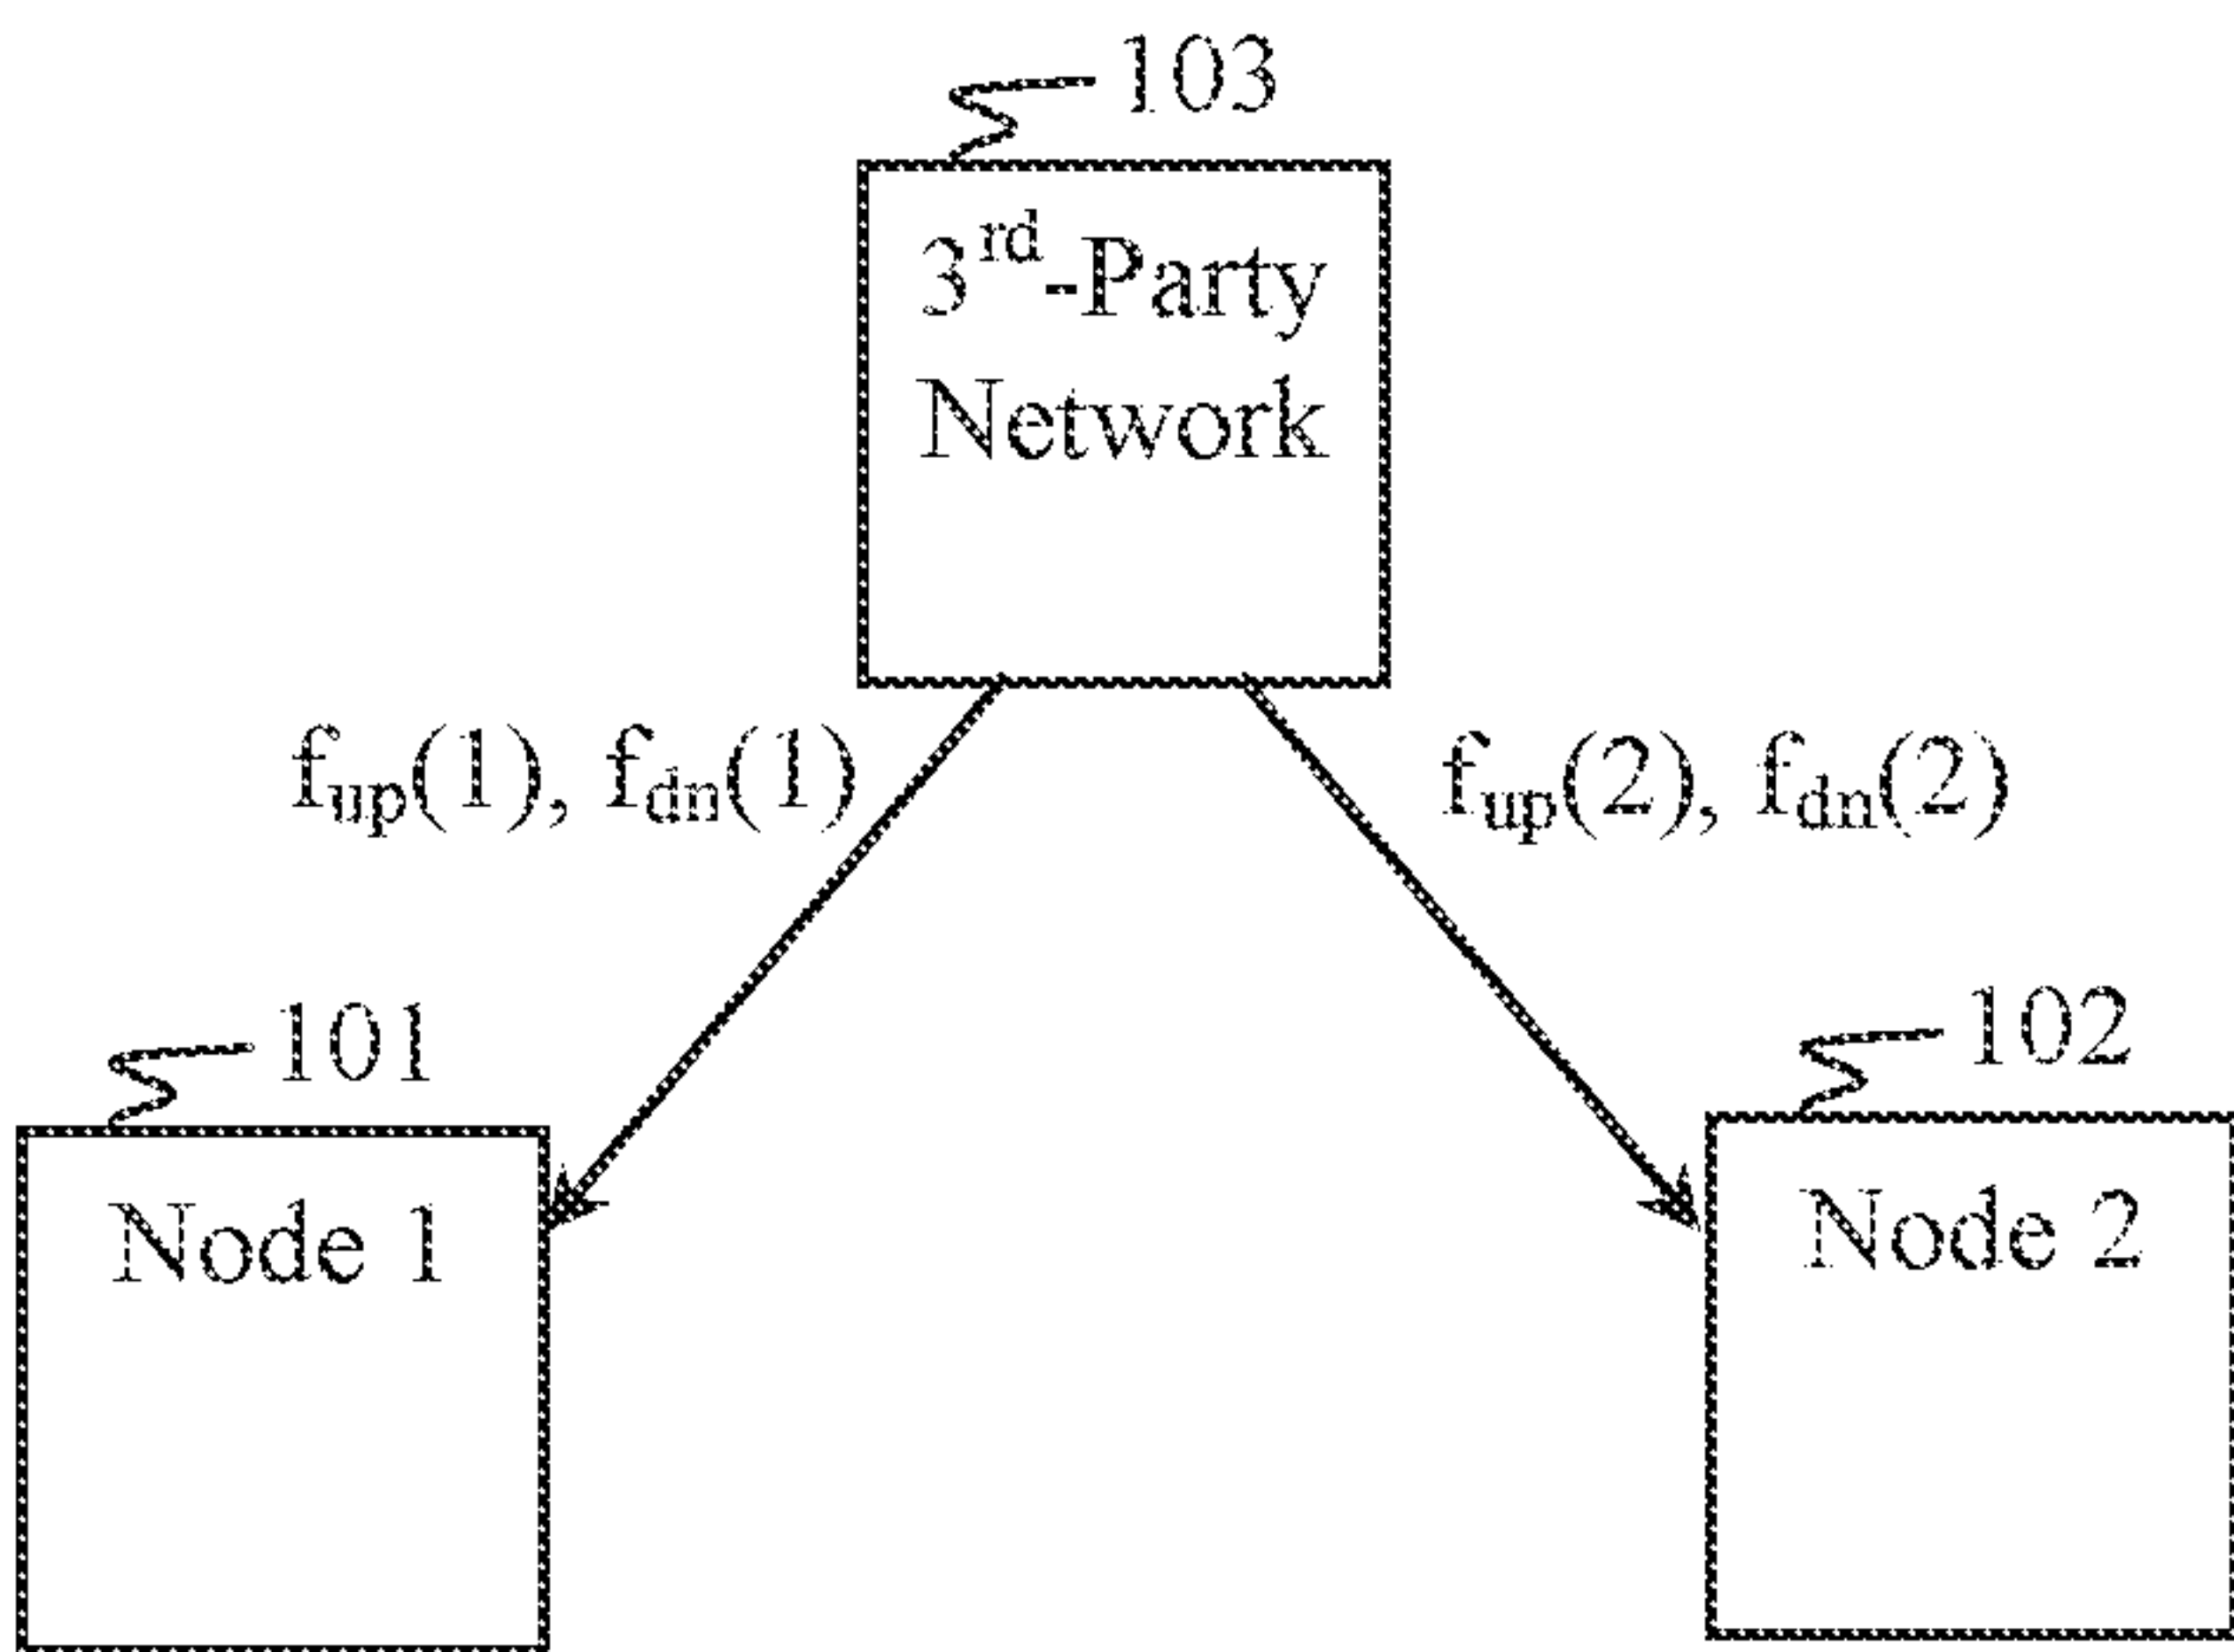 103
3rd-Party
Network
fup(1), fdn(1)
fup(2), fdn(2)
101
102
Node 1
Node 2